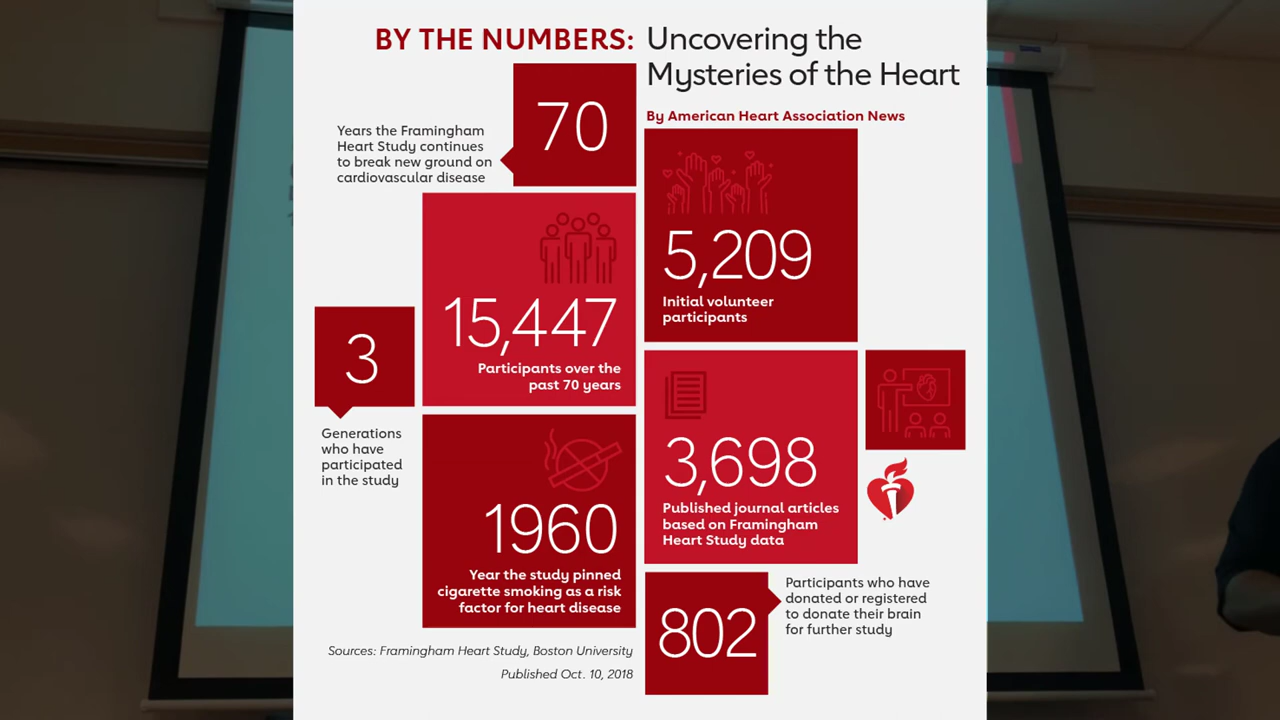 BY THE NUMBERS: Uncovering the
Mysteries of the Heart
By American Heart Association News
70
Years the Framingham
Heart Study continues
to break new ground on
cardiovascular disease
5,209
Initial volunteer
participants
15,447
Participants over the
past 70 years
3
Generations
who have
participated
in the study
3,698
Published journal articles
based on Framingham
Heart Study data
1960
Year the study pinned
cigarette smoking as a risk
factor for heart disease
802
Participants who have
donated or registered
to donate their brain
for further study
Sources: Framingham Heart Study, Boston University
Published Oct. 10, 2018